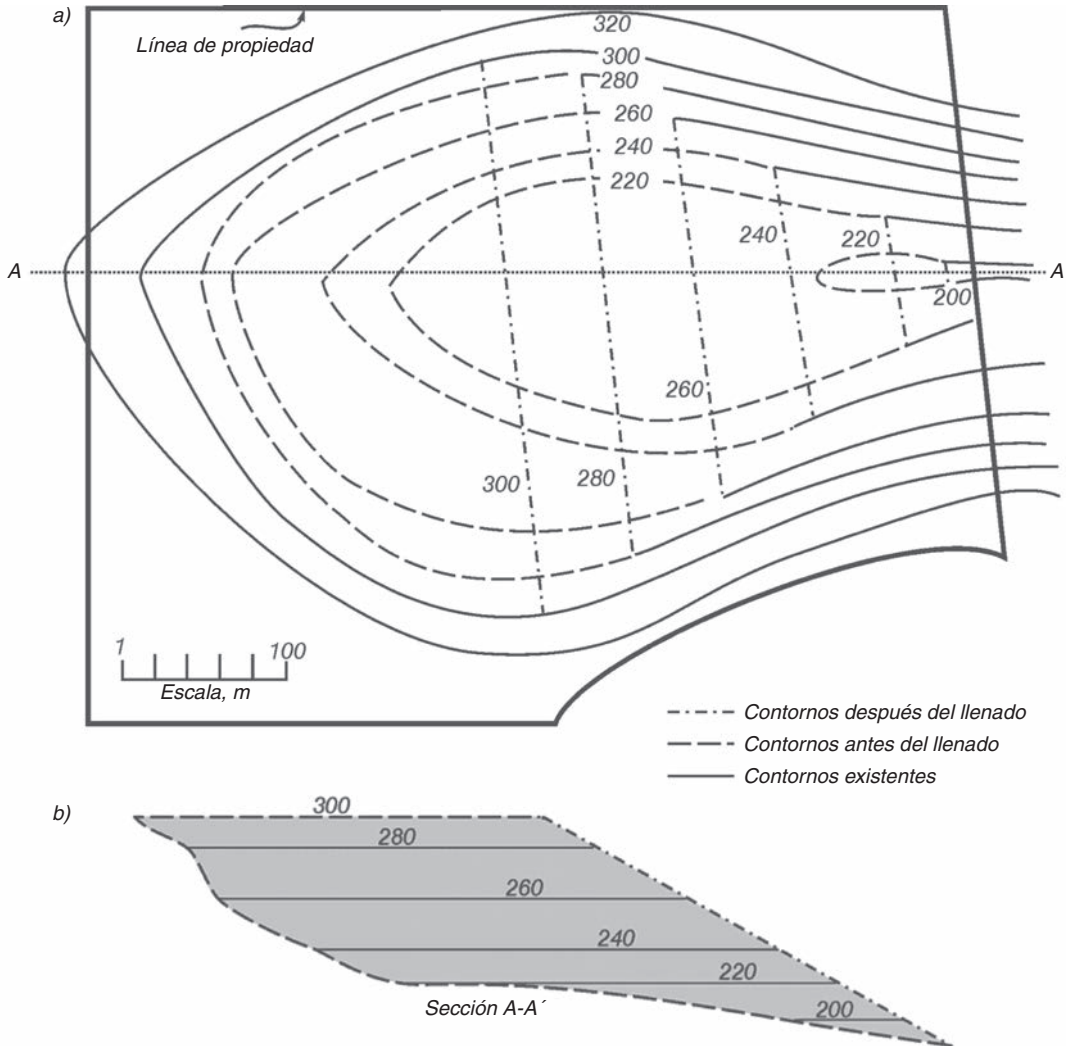 a)
Línea de propiedad
320
300
280
260
240
220
240
220
A
A
200
260
300
280
1
100
Escala, m
Contornos después del llenado
Contornos antes del llenado
Contornos existentes
b)
300
280
260
240
220
200
Sección A-A´